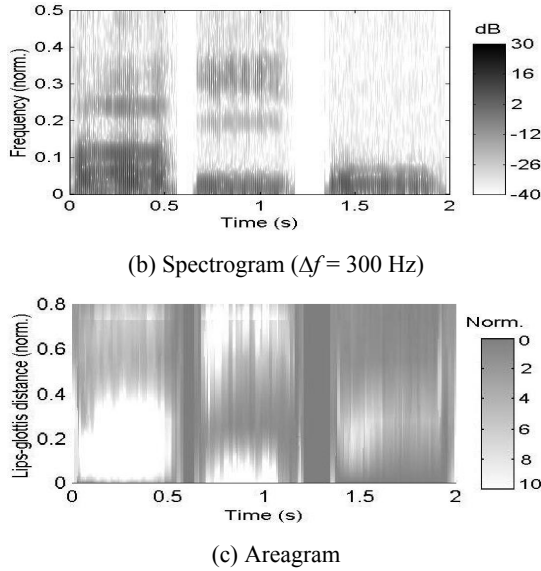 0.5
0.4
0.3
0.2
0.1
0
Frequency (norm.)
0 0.5 1 1.5 2
Time (s)
dB
30
16
2
-12
-26
-40
(b) Spectrogram (Δf = 300 Hz)
0.8
0.6
0.4
0.2
0
Lips-glottis distance (norm.)
0 0.5 1 1.5 2
Time (s)
Norm.
0
2
4
6
8
10
(c) Areagram